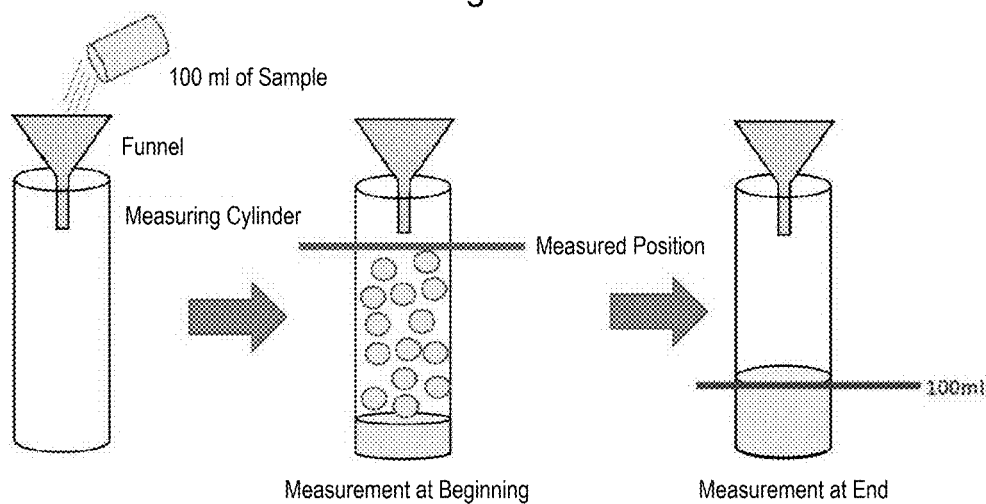 100 ml of Sample
Funnel
Measuring Cylinder
Measured Position
100ml
Measurement at Beginning
Measurement at End